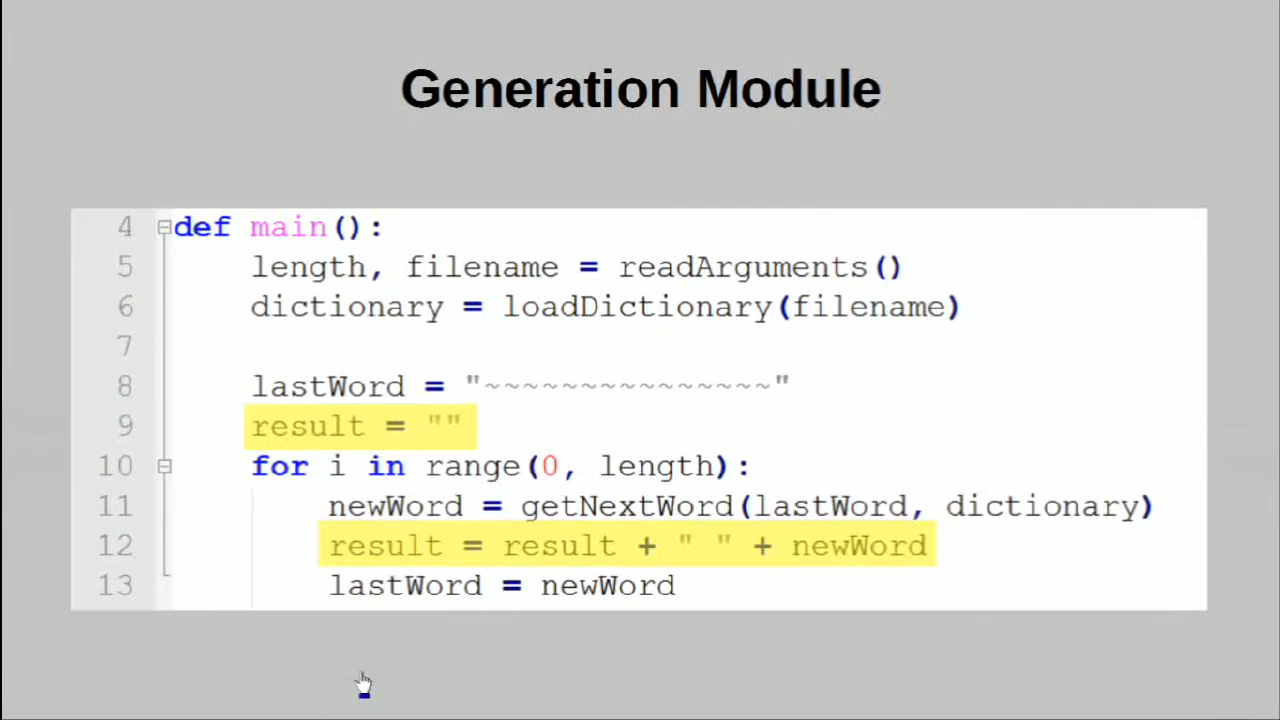 Generation Module
4 def main():
5 length, filename = readArguments()
6 dictionary = loadDictionary(filename)
7
8 lastWord = "~~~~~~~~~~~~~~~"
9 result = ""
10 for i in range(0, length):
11 newWord = getNextWord(lastWord, dictionary)
12 result = result + " " + newWord
13 lastWord = newWord